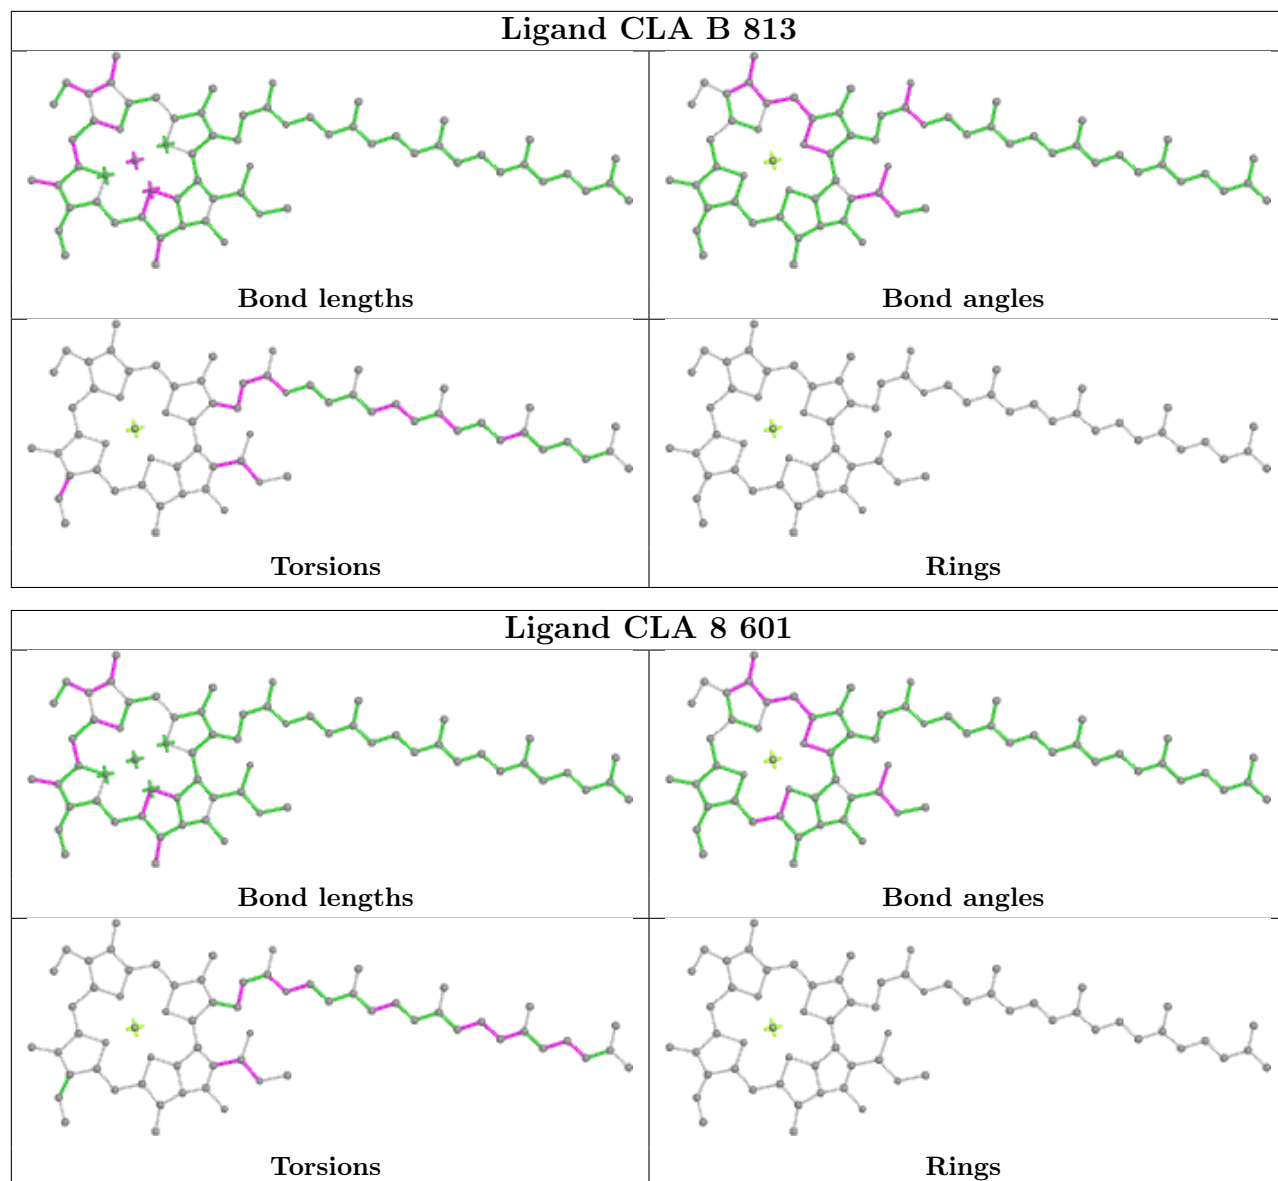 Ligand CLA B 813
Bond lengths
Bond angles
Torsions
Rings
Ligand CLA 8 601
Bond lengths
Bond angles
Torsions
Rings